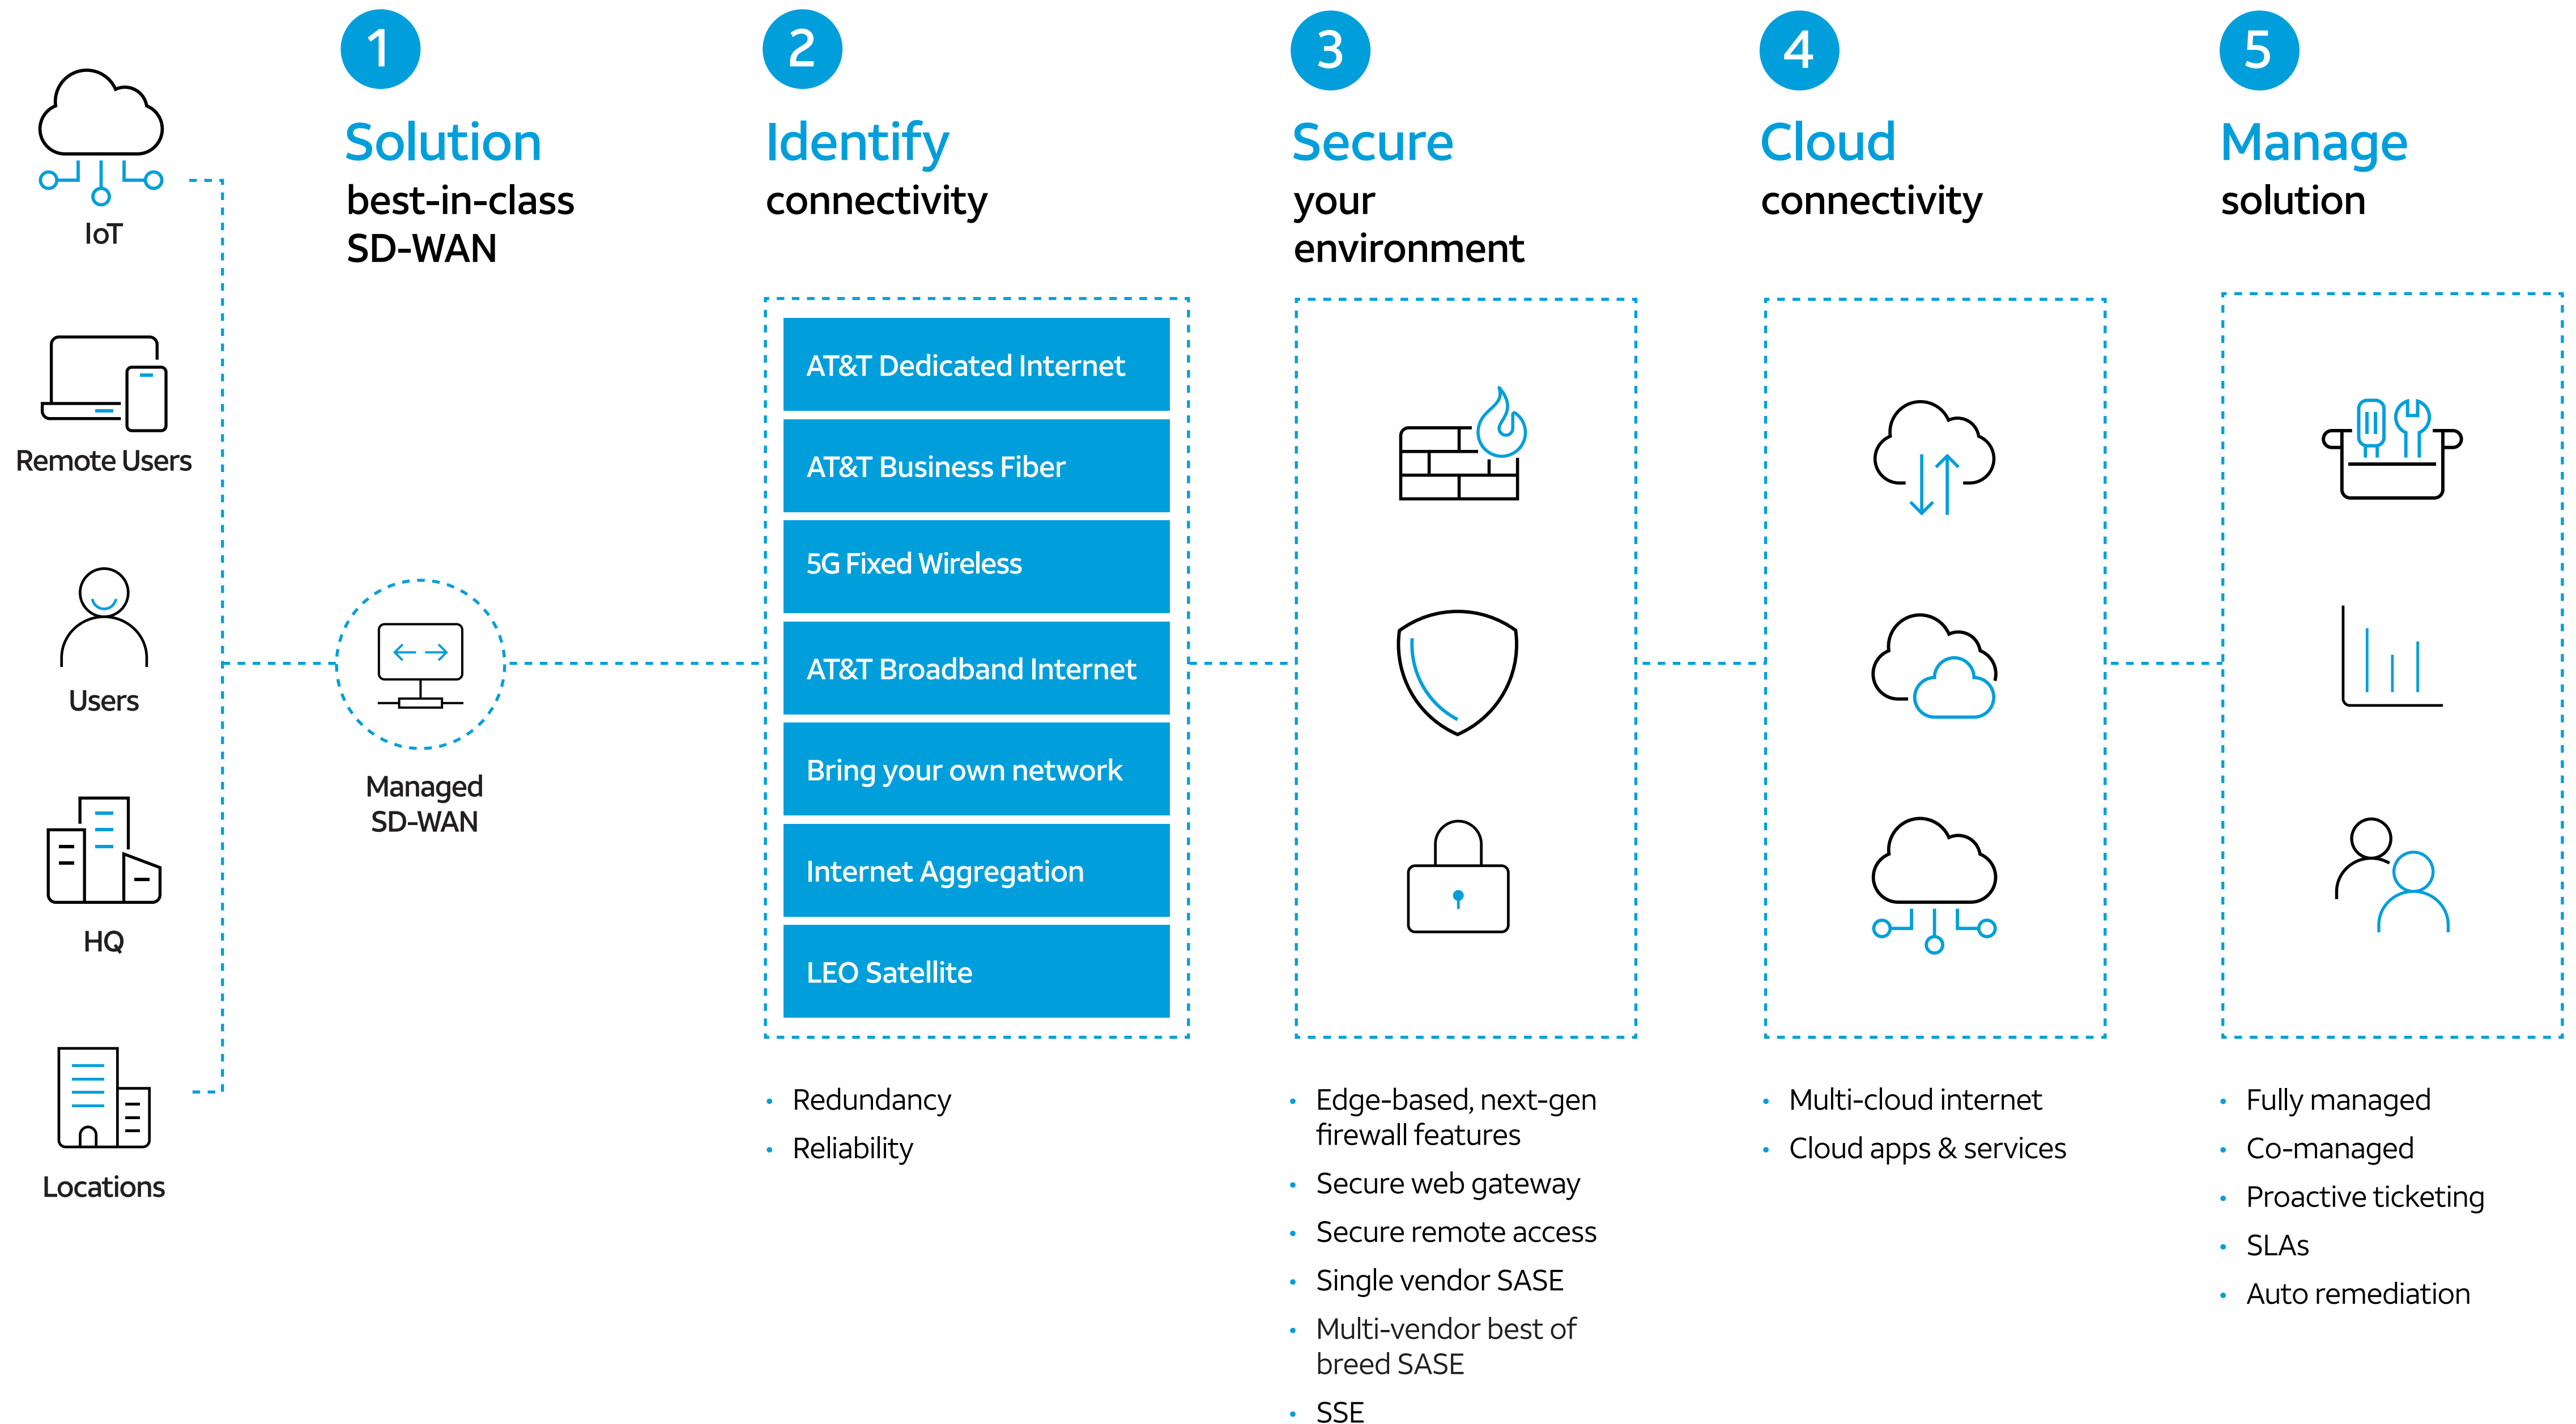 IoT
Remote Users
Users
HQ
Locations
1
Solution
best-in-class
SD-WAN
Managed
SD-WAN
2
Identify
connectivity
AT&T Dedicated Internet
AT&T Business Fiber
5G Fixed Wireless
AT&T Broadband Internet
Bring your own network
Internet Aggregation
LEO Satellite
• Redundancy
• Reliability
3
Secure
your
environment
• Edge-based, next-gen
firewall features
• Secure web gateway
• Secure remote access
• Single vendor SASE
• Multi-vendor best of
breed SASE
• SSE
4
Cloud
connectivity
• Multi-cloud internet
• Cloud apps & services
5
Manage
solution
• Fully managed
• Co-managed
• Proactive ticketing
• SLAs
• Auto remediation